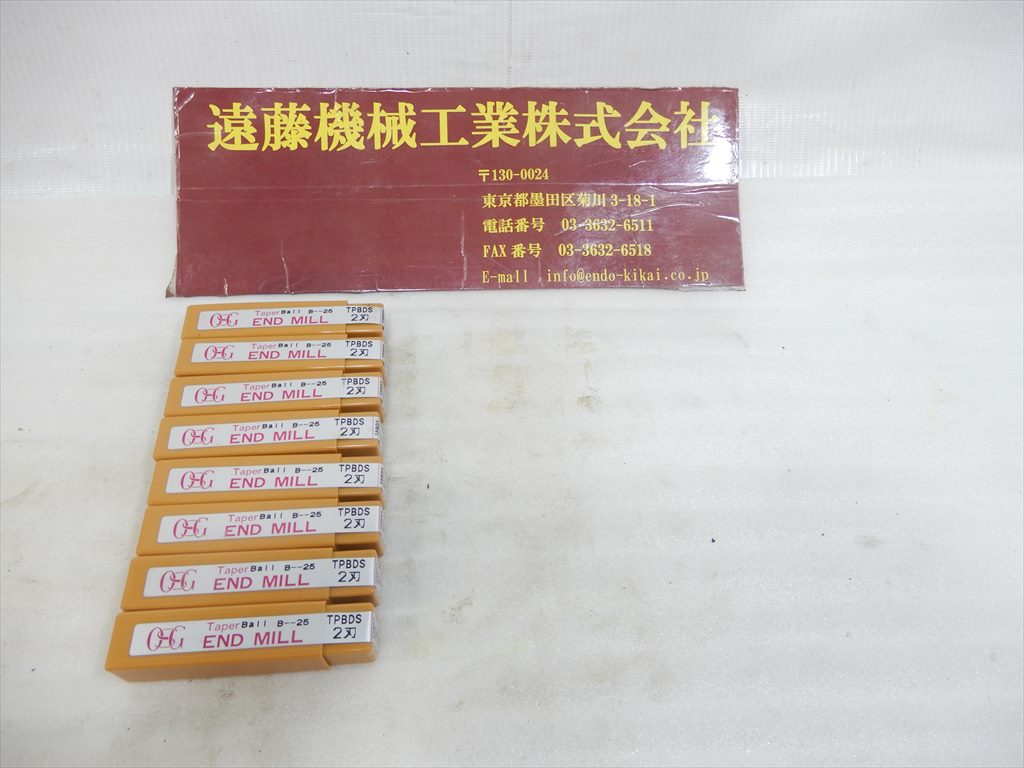 遠藤機械工業株式会社
〒130-0024
東京都墨田区菊川 3-18-1
電話番号 03-3632-6511
FAX 番号 03-3632-6518
E-mail info@endo-kikai.co.jp
OSG Taper Ball B--25 TPBDS
END MILL 2刃
OSG Taper Ball B--25 TPBDS
END MILL 2刃
OSG Taper Ball B--25 TPBDS
END MILL 2刃
OSG Taper Ball B--25 TPBDS
END MILL 2刃
OSG Taper Ball B--25 TPBDS
END MILL 2刃
OSG Taper Ball B--25 TPBDS
END MILL 2刃
OSG Taper Ball B--25 TPBDS
END MILL 2刃
OSG Taper Ball B--25 TPBDS
END MILL 2刃